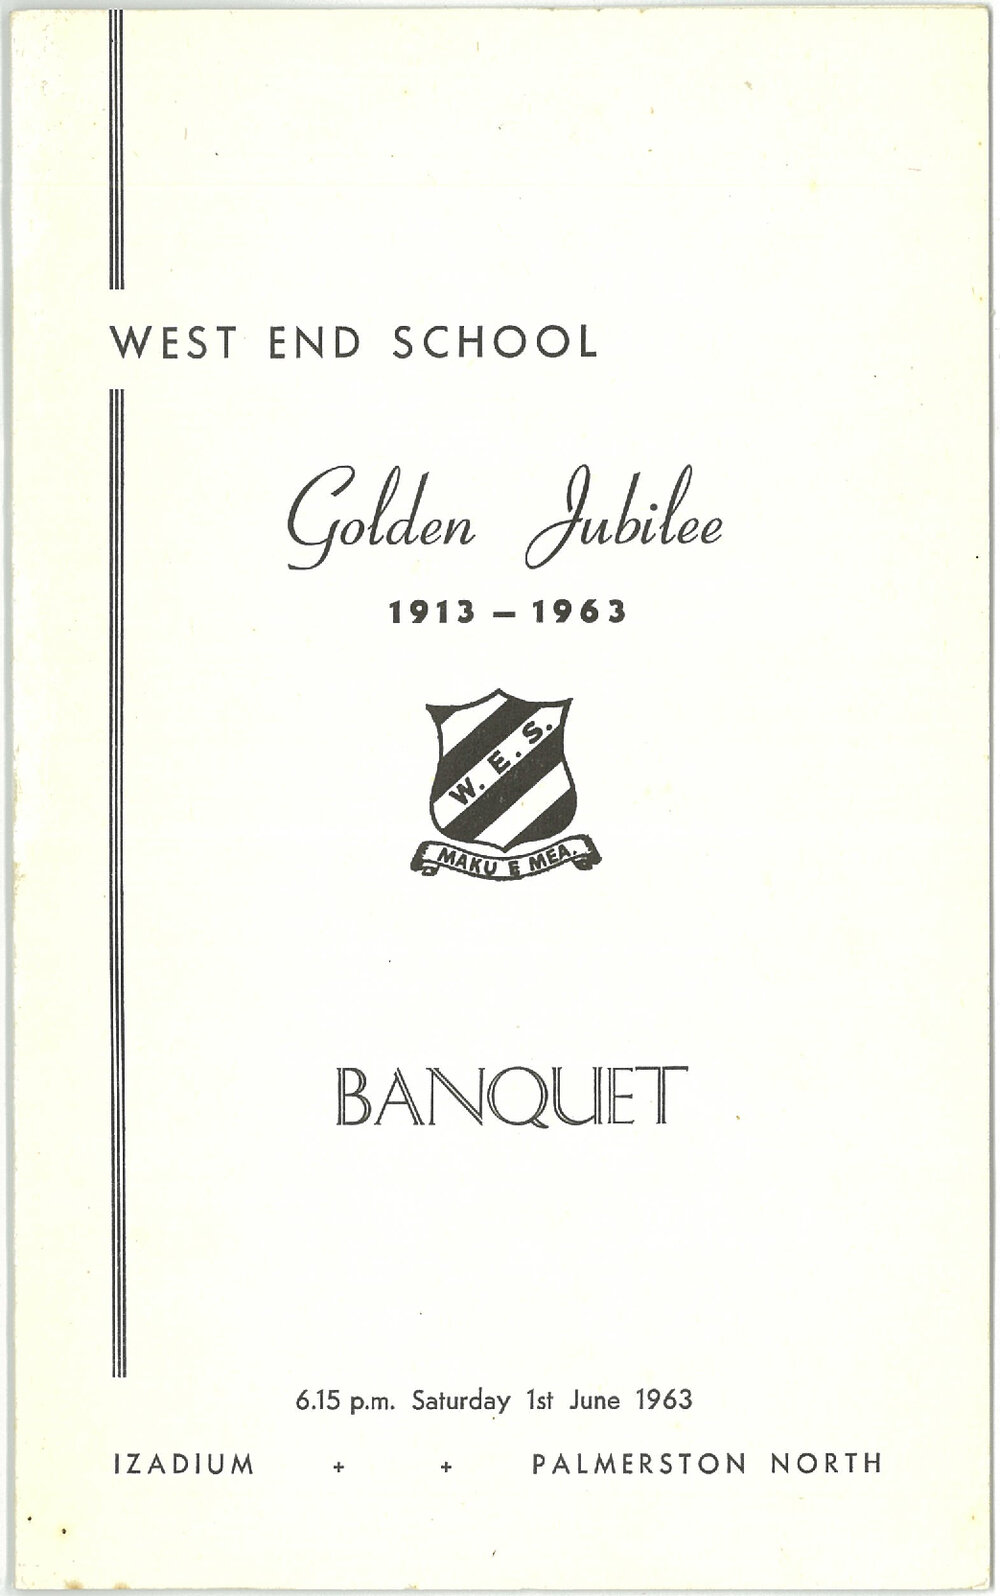 WEST END SCHOOL
Golden Jubilee
1913 – 1963
W. E. S.
MAKU E MEA.
BANQUET
6.15 p.m. Saturday 1st June 1963
IZADIUM + + PALMERSTON NORTH